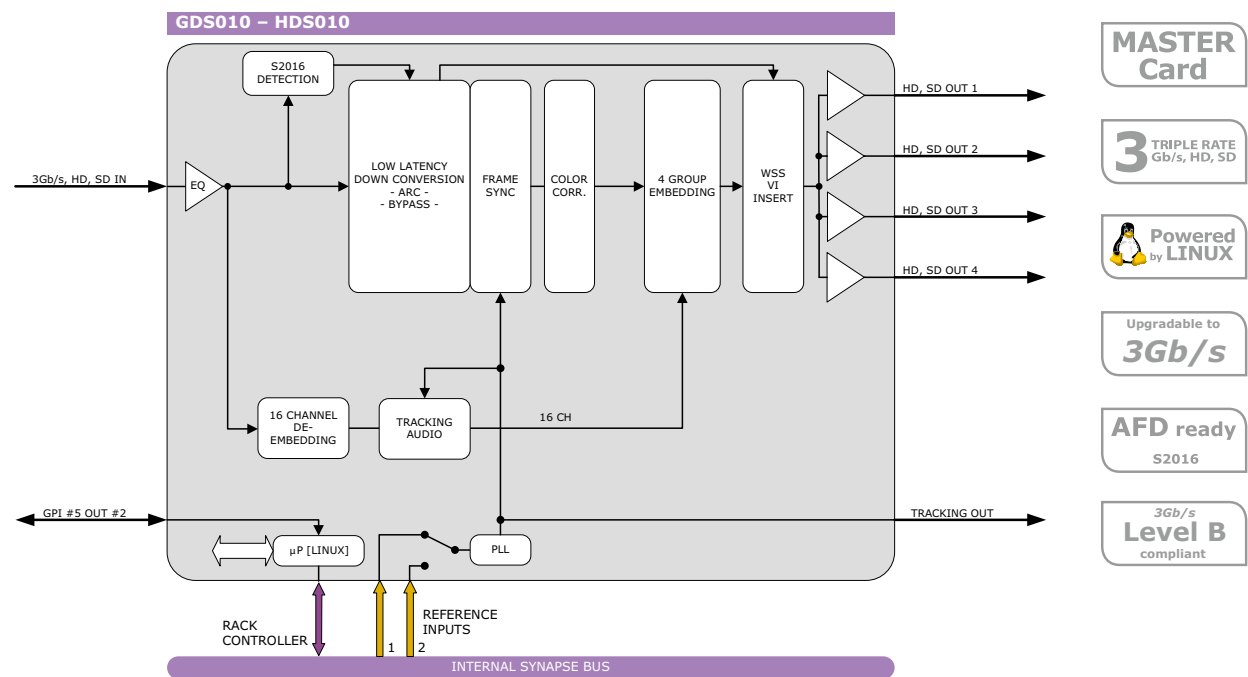 GDS010 – HDS010
S2016
DETECTION
3Gb/s, HD, SD IN
EQ
LOW LATENCY
DOWN CONVERSION
- ARC -
- BYPASS -
FRAME
SYNC
COLOR
CORR.
4 GROUP
EMBEDDING
WSS
VI
INSERT
HD, SD OUT 1
HD, SD OUT 2
HD, SD OUT 3
HD, SD OUT 4
16 CHANNEL
DE-
EMBEDDING
TRACKING
AUDIO
16 CH
GPI #5 OUT #2
TRACKING OUT
µP [LINUX]
PLL
RACK
CONTROLLER
1
2
REFERENCE
INPUTS
INTERNAL SYNAPSE BUS
MASTER
Card
3 TRIPLE RATE
Gb/s, HD, SD
Powered
by LINUX
Upgradable to
3Gb/s
AFD ready
S2016
3Gb/s
Level B
compliant